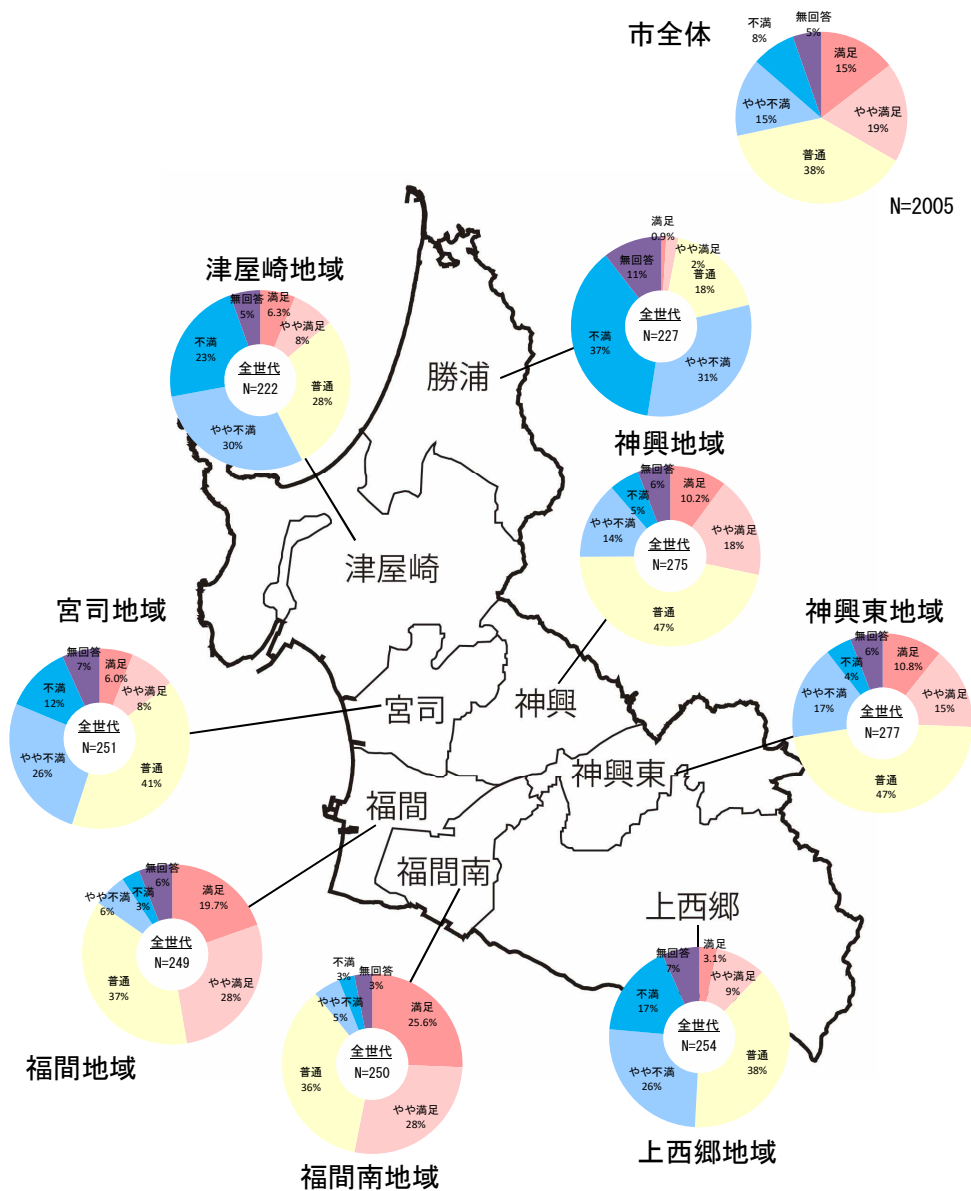 市全体
無回答
5%
不満
8%
満足
15%
やや不満
15%
やや満足
19%
普通
38%
N=2005
満足
0.9%
やや満足
2%
無回答
11%
普通
18%
全世代
N=227
不満
37%
やや不満
31%
津屋崎地域
無回答
5%
満足
6.3%
やや満足
8%
不満
23%
全世代
N=222
普通
28%
やや不満
30%
勝浦
神興地域
無回答
6%
満足
10.2%
不満
5%
やや不満
14%
やや満足
18%
全世代
N=275
普通
47%
津屋崎
宮司地域
無回答
7%
満足
6.0%
やや満足
8%
不満
12%
全世代
N=251
やや不満
26%
普通
41%
宮司
神興
神興東地域
無回答
6%
満足
10.8%
不満
4%
やや不満
17%
やや満足
15%
全世代
N=277
普通
47%
神興東
福間
福間南
上西郷
無回答
6%
満足
19.7%
不満
3%
やや不満
6%
全世代
N=249
普通
37%
やや満足
28%
福間地域
不満
3%
無回答
3%
やや不満
5%
満足
25.6%
全世代
N=250
普通
36%
やや満足
28%
福間南地域
無回答
7%
満足
3.1%
やや満足
9%
不満
17%
全世代
N=254
やや不満
26%
普通
38%
上西郷地域